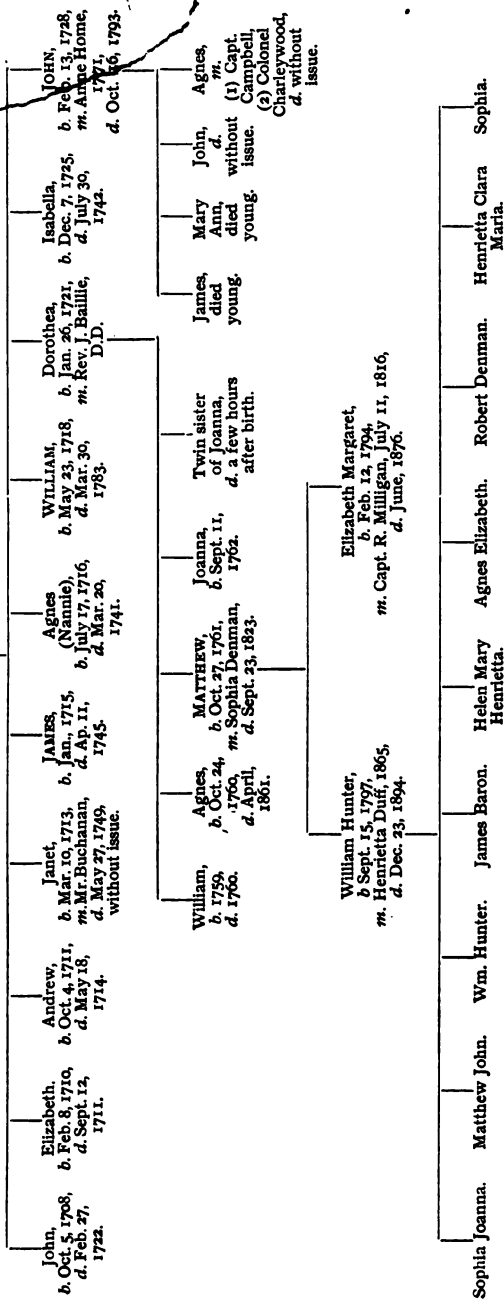 John,
b. Oct. 5, 1708,
d. Feb. 27,
1722.
Elizabeth.
b. Feb. 8, 1710,
d. Sept. 12,
1711.
Andrew,
b. Oct. 4, 1711,
d. May 18,
1714.
Janet,
b. Mar. 10, 1713,
m. Mr. Buchanan,
d. May 27, 1749,
without issue.
JAMES,
b. Jan., 1715,
d. Ap. 11,
1745.
Agnes
(Nannie),
b. July 17, 1716,
d. Mar. 20,
1741.
WILLIAM,
b. May 23, 1718,
d. Mar. 30,
1783.
Dorothea,
b. Jan. 26, 1721,
m. Rev. J. Baillie,
D.D.
Isabella,
b. Dec. 7, 1725,
d. July 30,
1742.
JOHN,
b. Feb. 13, 1728,
m. Anne Home,
1771,
d. Oct. 16, 1793.
William,
b. 1759,
d. 1760.
Agnes,
b. Oct. 24,
1760,
d. April,
1861.
MATTHEW,
b. Oct. 27, 1761,
m. Sophia Denman,
d. Sept. 23, 1823.
Joanna,
b. Sept. 11,
1762.
Twin sister
of Joanna,
d. a few hours
after birth.
James,
died
young.
Mary
Ann,
died
young.
John,
d.
without
issue.
Agnes,
m.
(1) Capt.
Campbell,
(2) Colonel
Charleywood,
d. without
issue.
William Hunter,
b Sept. 15, 1797,
m. Henrietta Duff, 1865,
d. Dec. 23, 1894.
Elizabeth Margaret,
b. Feb. 12, 1794,
m. Capt. R. Milligan, July 11, 1816,
d. June, 1876.
Sophia Joanna.
Matthew John.
Wm. Hunter.
James Baron.
Helen Mary
Henrietta.
Agnes Elizabeth.
Robert Denman.
Henrietta Clara
Maria.
Sophia.